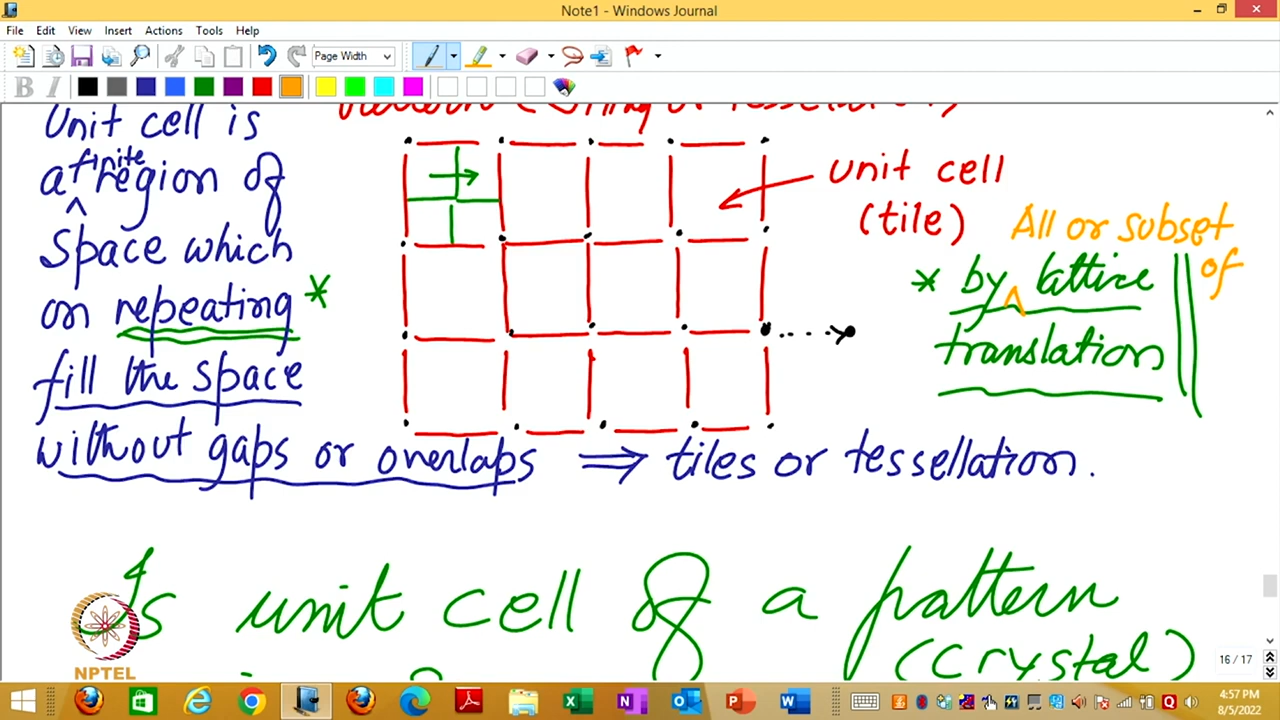 Note1 - Windows Journal
File Edit View Insert Actions Tools Help
Page Width
B I
Unit cell is
a finite region of
^
space which
on repeating *
fill the space
without gaps or overlaps ⇒ tiles or tessellation.
unit cell
(tile)
All or subset
of
* by ^ lattice
translation
Is unit cell of a pattern
(crystal)
NPTEL
16 / 17
4:57 PM
8/5/2022